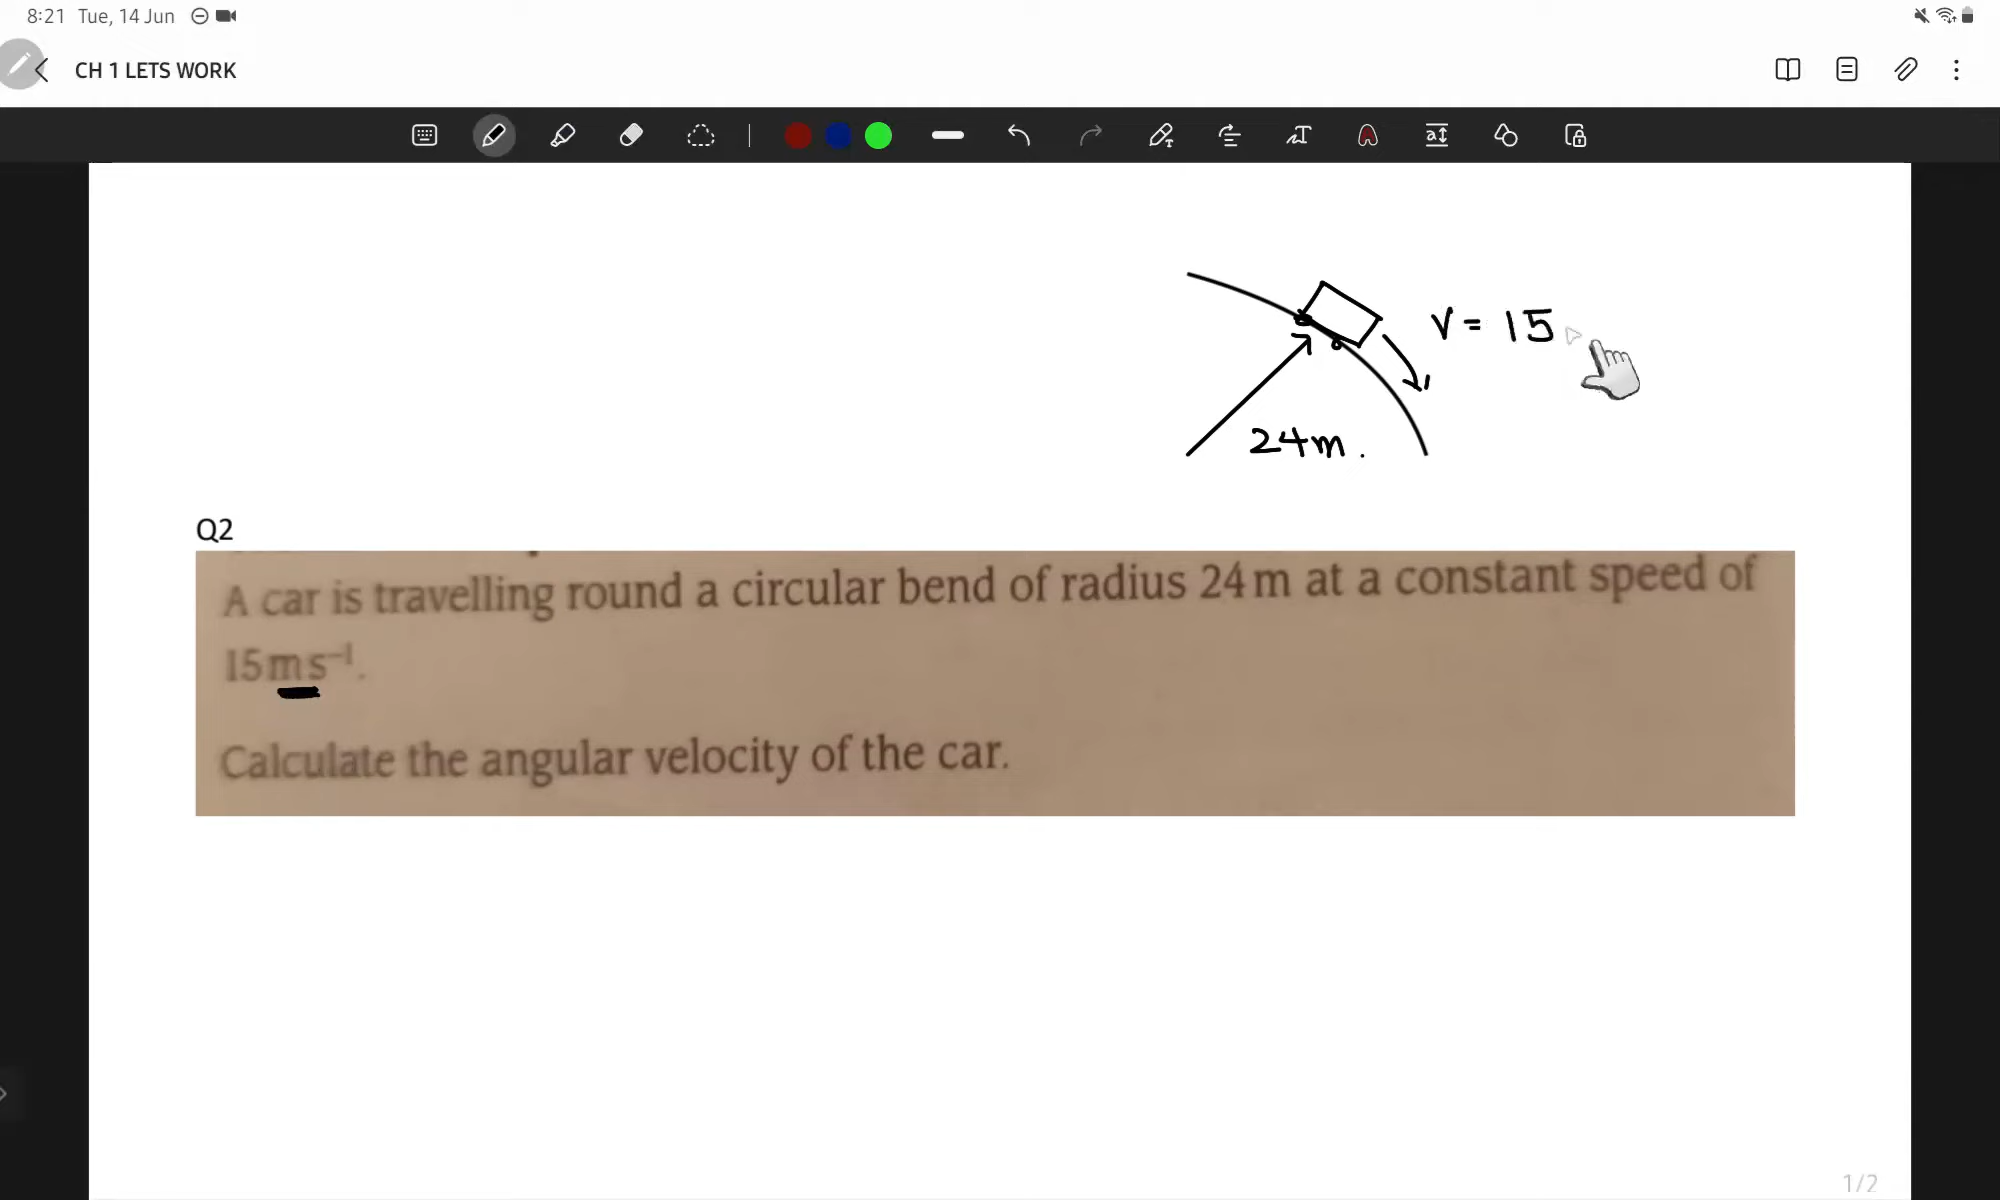 8:21 Tue, 14 Jun
CH 1 LETS WORK
V = 15
24m.
Q2
A car is travelling round a circular bend of radius 24 m at a constant speed of
15 m s⁻¹.
Calculate the angular velocity of the car.
1/2